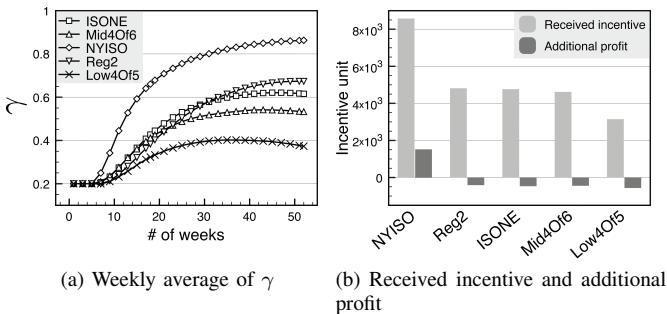 1
0.8
0.6
0.4
0.2
γ
ISONE
Mid4Of6
NYISO
Reg2
Low4Of5
0 10 20 30 40 50
# of weeks
(a) Weekly average of γ
8×10³
6×10³
4×10³
2×10³
0
Incentive unit
Received incentive
Additional profit
NYISO
Reg2
ISONE
Mid4Of6
Low4Of5
(b) Received incentive and additional
profit